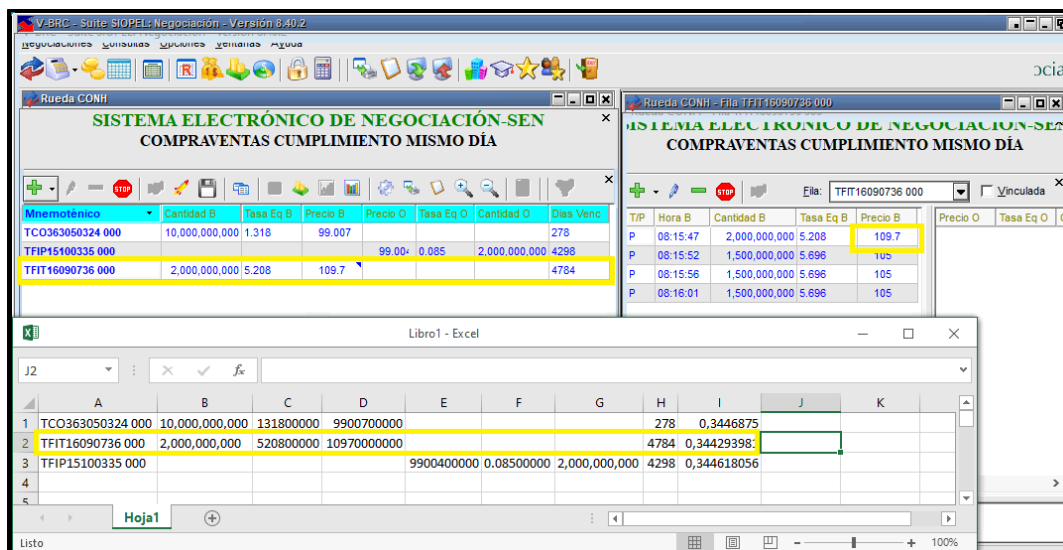 V-BRC - Suite SIOPEL: Negociación - Versión 8.40.2
Negociaciones Consultas Opciones Ventanas Ayuda
Rueda CONH
SISTEMA ELECTRÓNICO DE NEGOCIACIÓN-SEN
COMPRAVENTAS CUMPLIMIENTO MISMO DÍA
STOP
Mnemotécnico Cantidad B Tasa Eq B Precio B Precio O Tasa Eq O Cantidad O Dias Venc
TCO363050324 000 10,000,000,000 1.318 99.007 278
TFIP15100335 000 99.004 0.085 2,000,000,000 4298
TFIT16090736 000 2,000,000,000 5.208 109.7 4784
Rueda CONH - Fila TFIT16090736 000
SISTEMA ELECTRÓNICO DE NEGOCIACIÓN-SEN
COMPRAVENTAS CUMPLIMIENTO MISMO DÍA
STOP Fila: TFIT16090736 000 Vinculada
T/P Hora B Cantidad B Tasa Eq B Precio B Precio O Tasa Eq O
P 08:15:47 2,000,000,000 5.208 109.7
P 08:15:52 1,500,000,000 5.696 105
P 08:15:56 1,500,000,000 5.696 105
P 08:16:01 1,500,000,000 5.696 105
Libro1 - Excel
J2 fx
A B C D E F G H I J K
1 TCO363050324 000 10,000,000,000 131800000 9900700000 278 0,3446875
2 TFIT16090736 000 2,000,000,000 520800000 10970000000 4784 0,34429398
3 TFIP15100335 000 9900400000 0.08500000 2,000,000,000 4298 0,344618056
4
5
Hoja1
Listo 100%